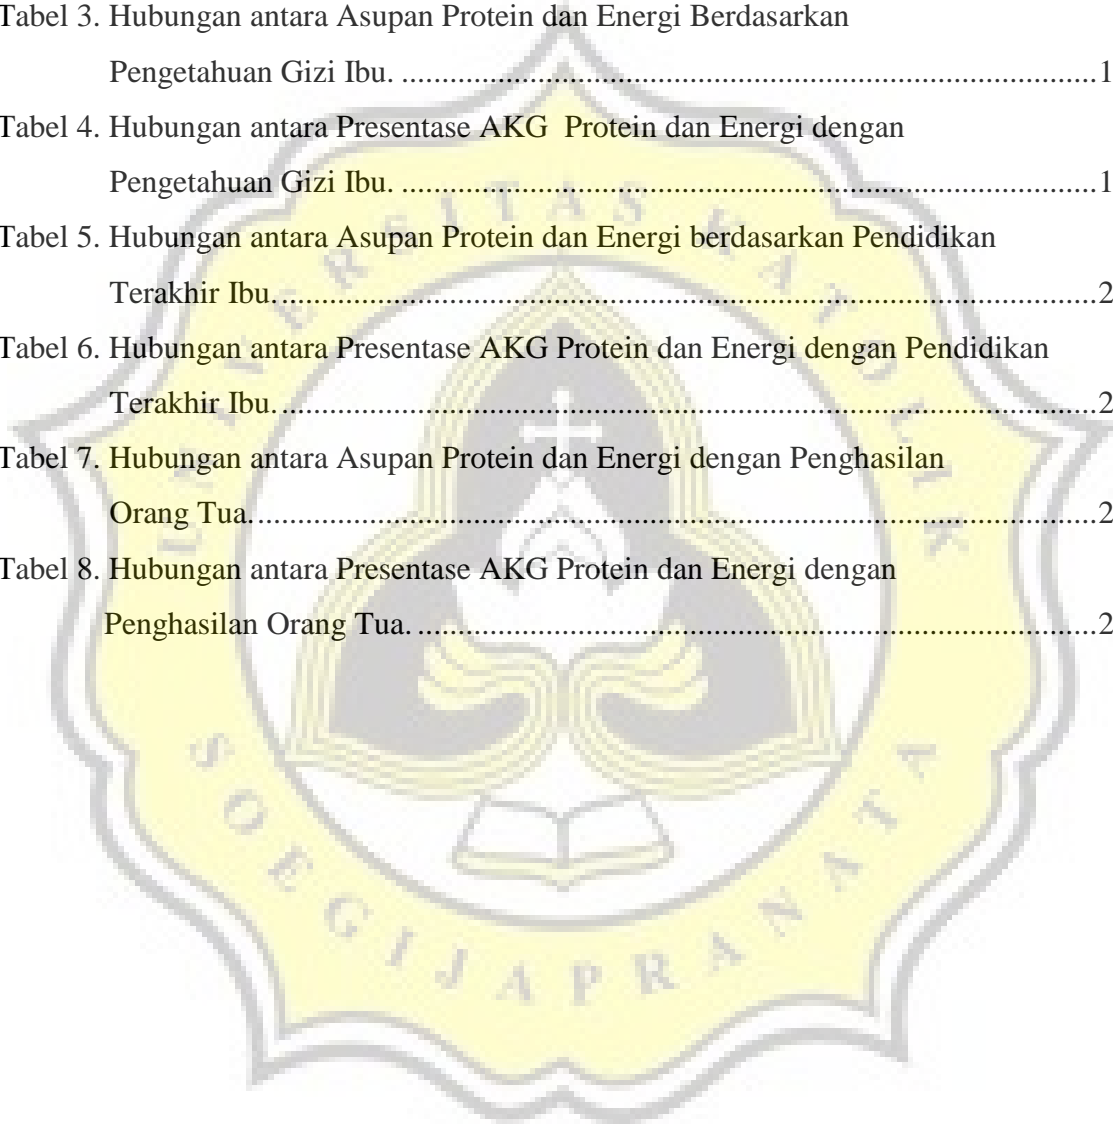 Tabel 3. Hubungan antara Asupan Protein dan Energi Berdasarkan
Pengetahuan Gizi Ibu. ......................................................................................1
Tabel 4. Hubungan antara Presentase AKG  Protein dan Energi dengan
Pengetahuan Gizi Ibu. ......................................................................................1
Tabel 5. Hubungan antara Asupan Protein dan Energi berdasarkan Pendidikan
Terakhir Ibu. .....................................................................................................2
Tabel 6. Hubungan antara Presentase AKG Protein dan Energi dengan Pendidikan
Terakhir Ibu. .....................................................................................................2
Tabel 7. Hubungan antara Asupan Protein dan Energi dengan Penghasilan
Orang Tua. ........................................................................................................2
Tabel 8. Hubungan antara Presentase AKG Protein dan Energi dengan
Penghasilan Orang Tua. ....................................................................................2
UNIVERSITAS KATOLIK
SOEGIJAPRANATA